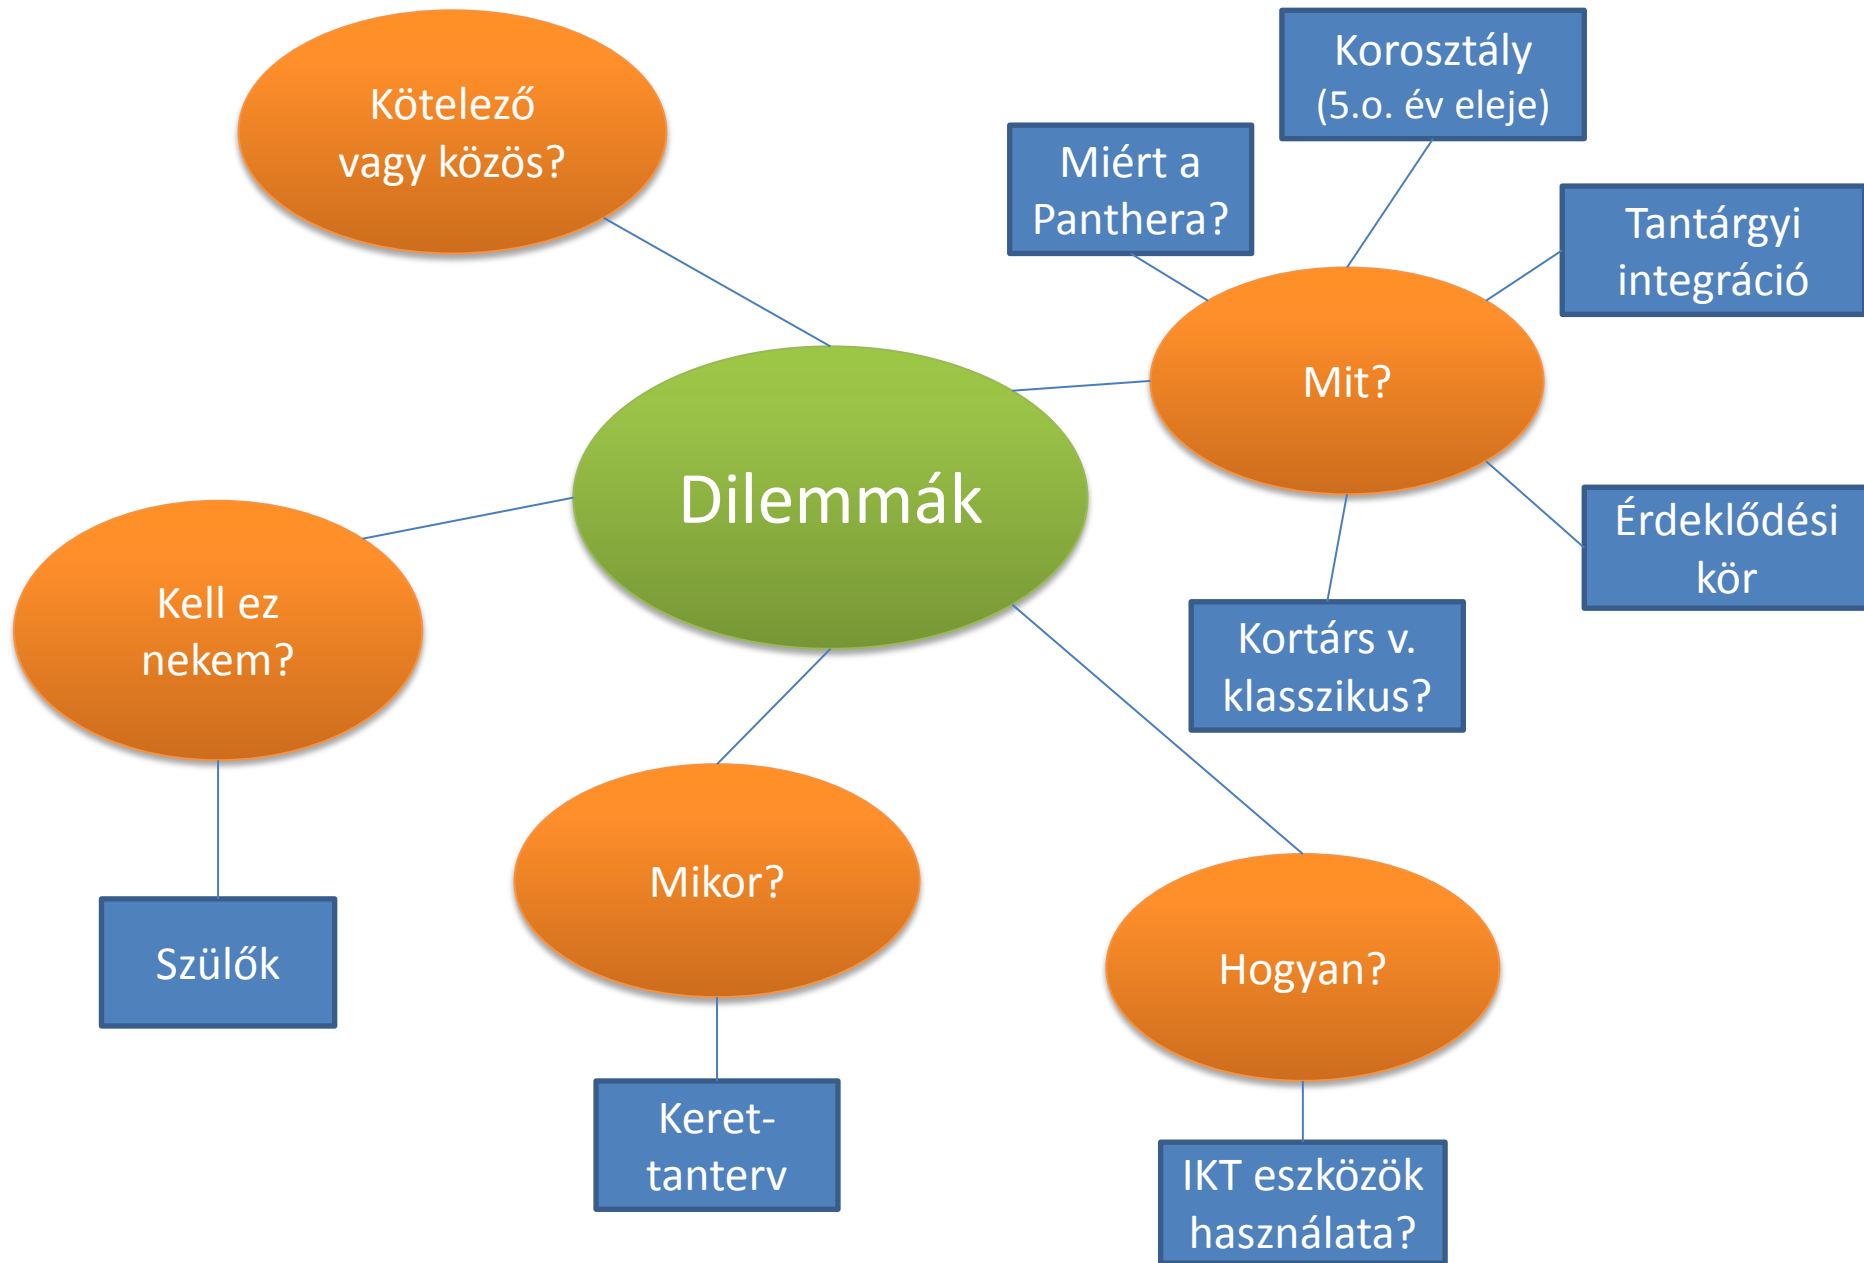 Kötelező
vagy közös?
Korosztály
(5.o. év eleje)
Miért a
Panthera?
Tantárgyi
integráció
Mit?
Dilemmák
Érdeklődési
kör
Kell ez
nekem?
Kortárs v.
klasszikus?
Mikor?
Szülők
Hogyan?
Keret-
tanterv
IKT eszközök
használata?